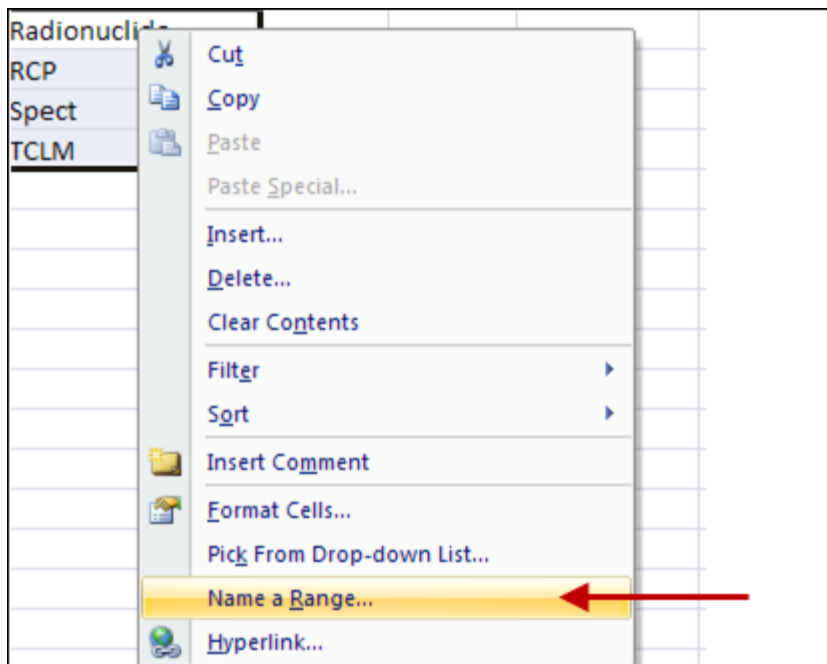 Radionuclide
RCP
Spect
TCLM
Cut
Copy
Paste
Paste Special...
Insert...
Delete...
Clear Contents
Filter
Sort
Insert Comment
Format Cells...
Pick From Drop-down List...
Name a Range...
Hyperlink...